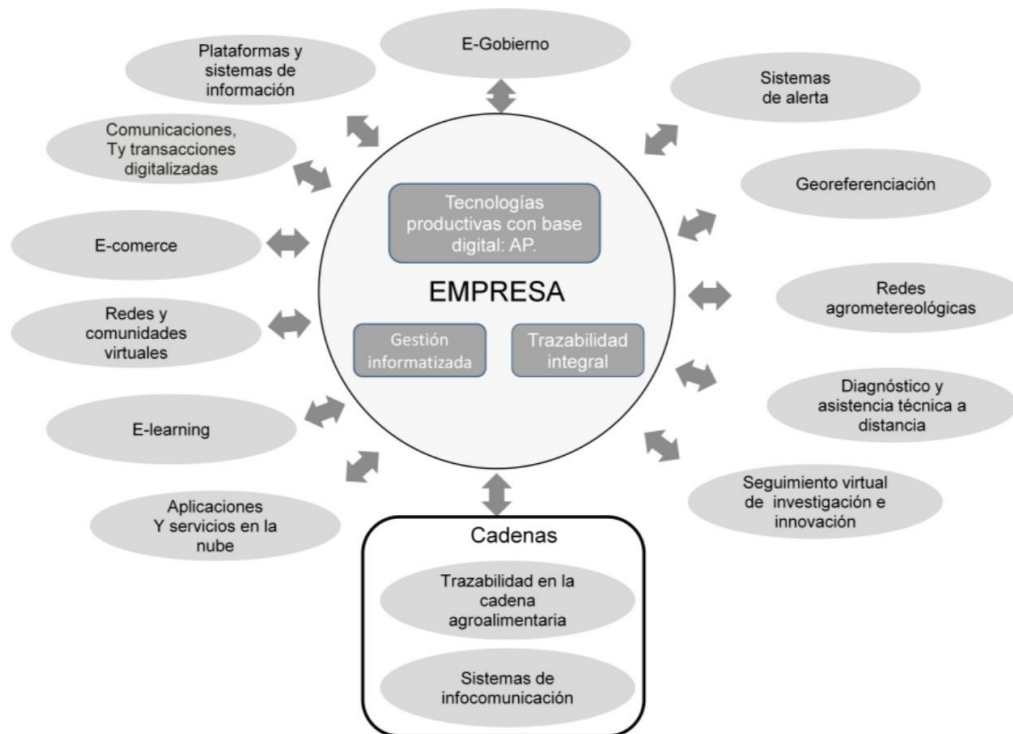 E-Gobierno
Plataformas y
sistemas de
información
Sistemas
de alerta
Comunicaciones,
Ty transacciones
digitalizadas
Georeferenciación
Tecnologías
productivas con base
digital: AP.
E-comerce
EMPRESA
Redes
agrometereológicas
Redes y
comunidades
virtuales
Gestión
informatizada
Trazabilidad
integral
Diagnóstico y
asistencia técnica a
distancia
E-learning
Seguimiento virtual
de investigación e
innovación
Aplicaciones
Y servicios en la
nube
Cadenas
Trazabilidad en la
cadena
agroalimentaria
Sistemas de
infocomunicación